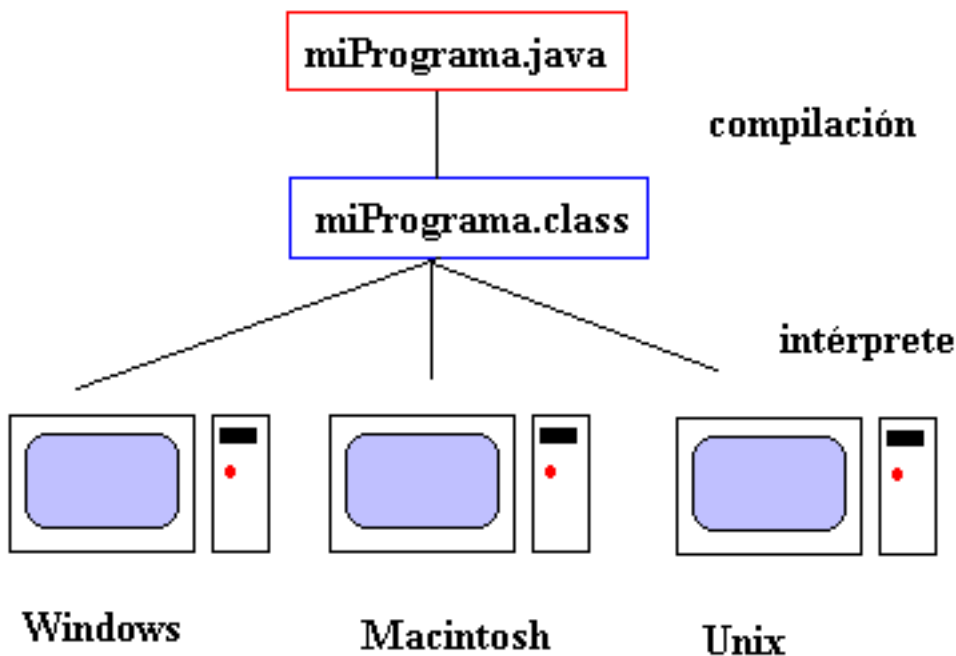 miPrograma.java
compilación
miPrograma.class
intérprete
Windows
Macintosh
Unix